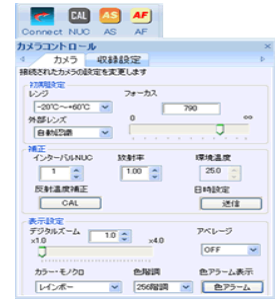 CAL AS AF
Connect NUC AS AF
カメラコントロール
カメラ 収録設定
接続されたカメラの設定を変更します
初期設定
レンジ フォーカス
-20℃～+60℃ 790
外部レンズ 0 ∞
自動認識
補正
インターバルNUC 放射率 環境温度
1 1.00 25.0
反射温度補正 日時設定
CAL 送信
表示設定
デジタルズーム 1.0 アベレージ
x1.0 x4.0
OFF
カラー・モノクロ 色階調 色アラーム表示
レインボー 256階調 色アラーム